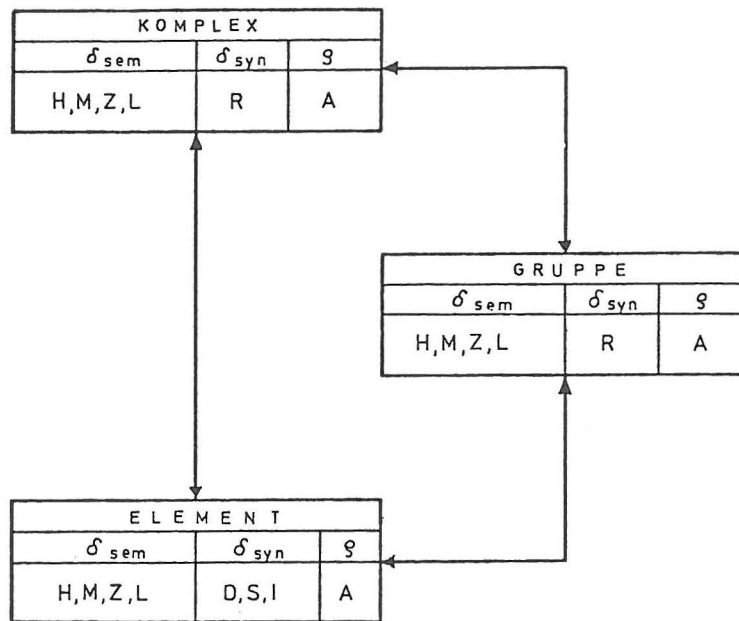 KOMPLEX
δsem δsyn ϱ
H,M,Z,L R A
GRUPPE
δsem δsyn ϱ
H,M,Z,L R A
ELEMENT
δsem δsyn ϱ
H,M,Z,L D,S,I A